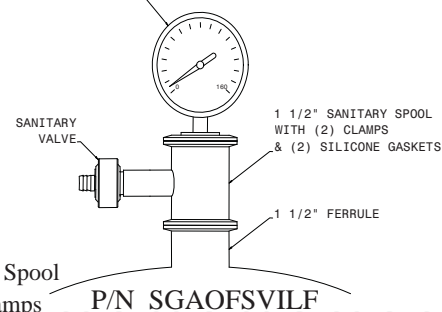 0 160
SANITARY
VALVE
1 1/2" SANITARY SPOOL
WITH (2) CLAMPS
& (2) SILICONE GASKETS
1 1/2" FERRULE
Spool
P/N SGAOFSVILF